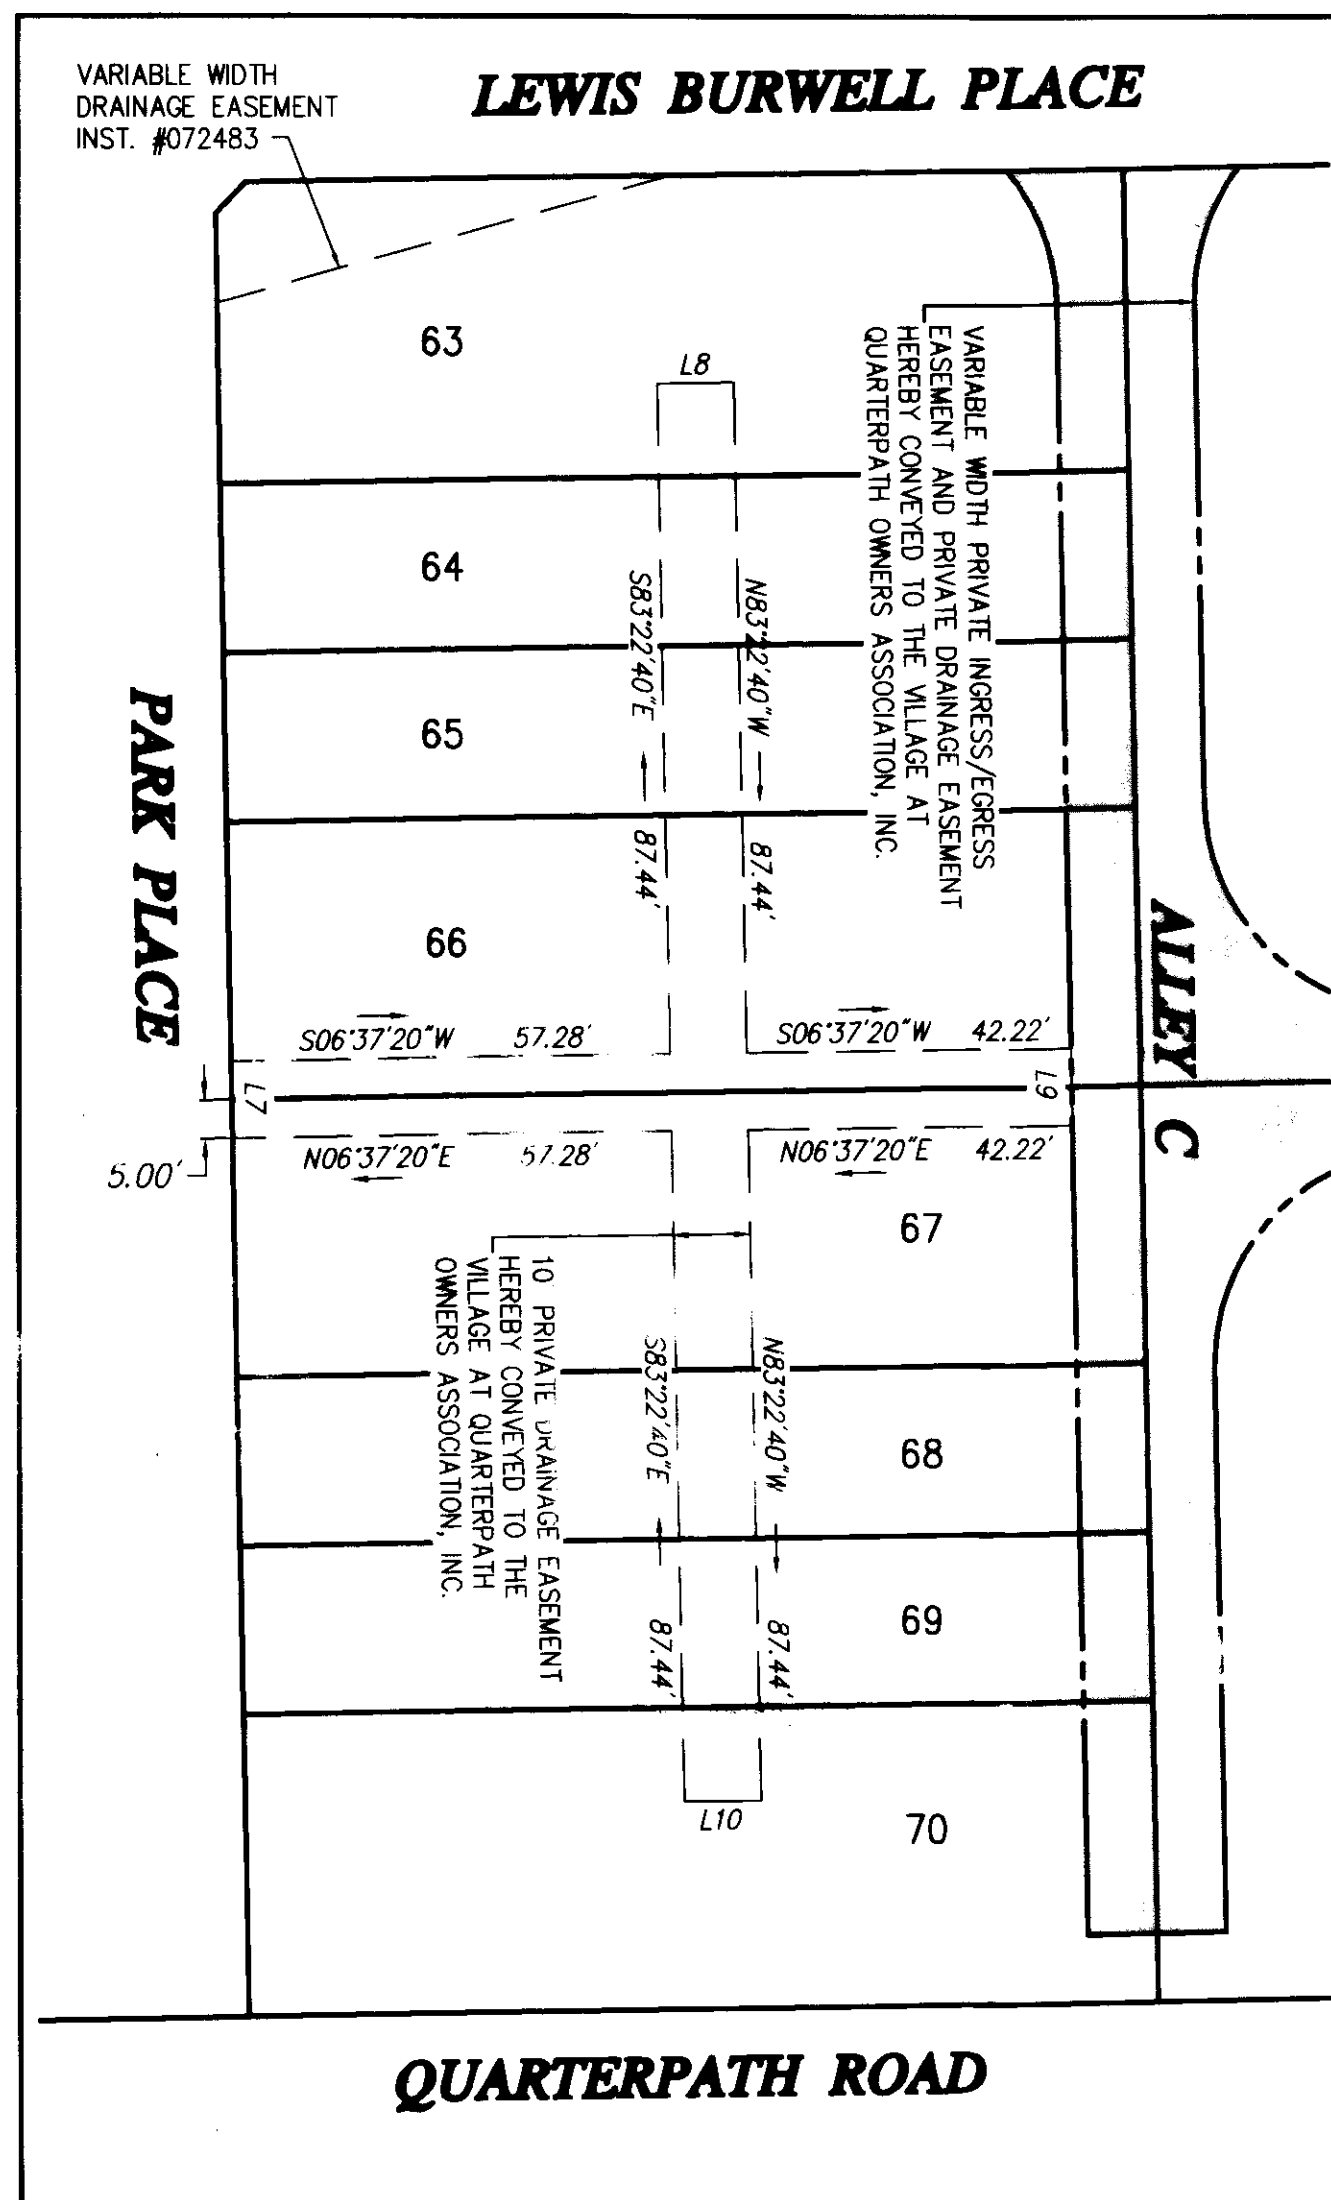 VARIABLE WIDTH
DRAINAGE EASEMENT
INST. #072483
LEWIS BURWELL PLACE
63
L8
VARIABLE WIDTH PRIVATE INGRESS/EGRESS
EASEMENT AND PRIVATE DRAINAGE EASEMENT
HEREBY CONVEYED TO THE VILLAGE AT
QUARTERPATH OWNERS ASSOCIATION, INC.
64
S83°22'40"E
87.44'
N83°22'40"W
87.44'
65
PARK PLACE
66
ALLEY C
S06°37'20"W 57.28'
S06°37'20"W 42.22'
L7
L9
5.00'
N06°37'20"E 57.28'
N06°37'20"E 42.22'
67
10' PRIVATE DRAINAGE EASEMENT
HEREBY CONVEYED TO THE
VILLAGE AT QUARTERPATH
OWNERS ASSOCIATION, INC.
S83°22'40"E
87.44'
N83°22'40"W
87.44'
68
69
L10
70
QUARTERPATH ROAD